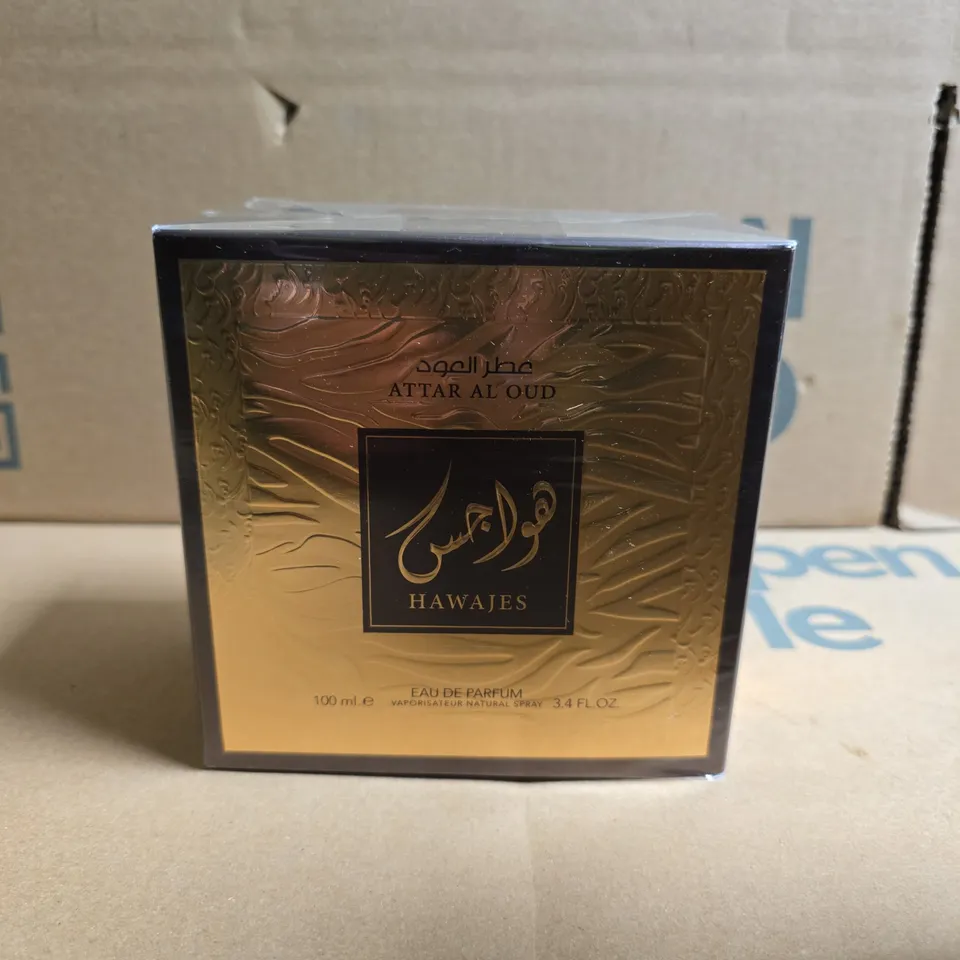 عطر العود
ATTAR AL OUD
هواجس
HAWAJES
EAU DE PARFUM
100 ml. e VAPORISATEUR NATURAL SPRAY 3.4 FL.OZ.